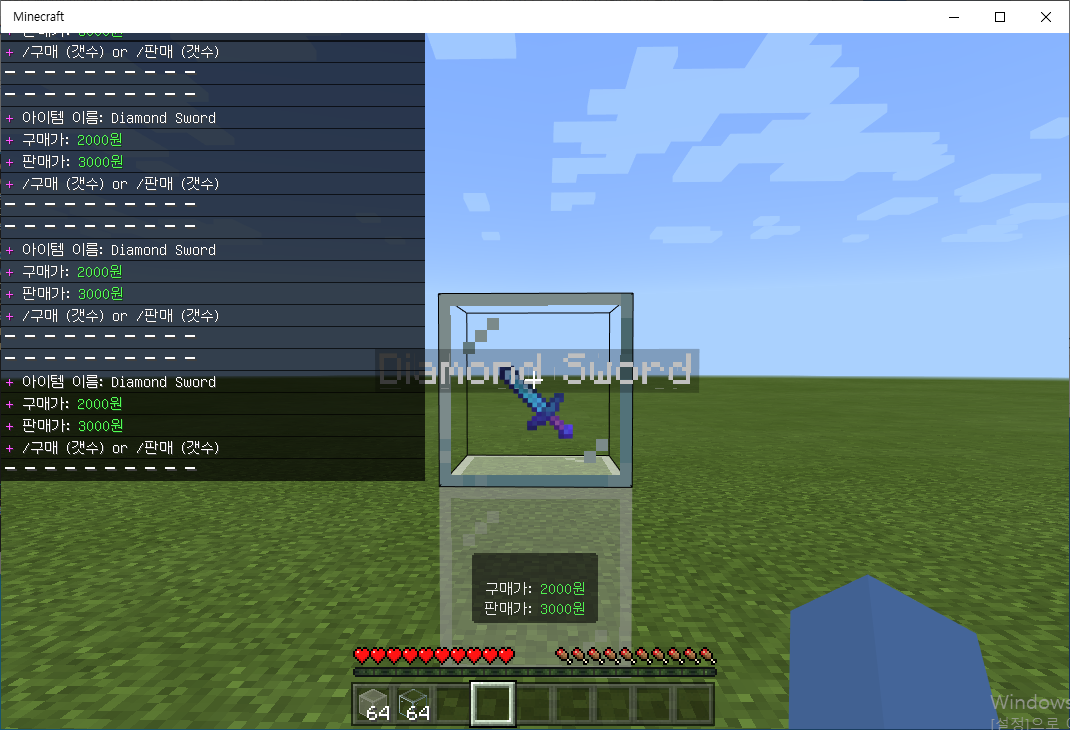 Minecraft
+ /구매 (갯수) or /판매 (갯수)
– – – – – – – – – –
– – – – – – – – – –
+ 아이템 이름: Diamond Sword
+ 구매가: 2000원
+ 판매가: 3000원
+ /구매 (갯수) or /판매 (갯수)
– – – – – – – – – –
– – – – – – – – – –
+ 아이템 이름: Diamond Sword
+ 구매가: 2000원
+ 판매가: 3000원
+ /구매 (갯수) or /판매 (갯수)
– – – – – – – – – –
– – – – – – – – – –
+ 아이템 이름: Diamond Sword
+ 구매가: 2000원
+ 판매가: 3000원
+ /구매 (갯수) or /판매 (갯수)
– – – – – – – – – –
Diamond Sword
구매가: 2000원
판매가: 3000원
64 64
Windows
[설정]으로